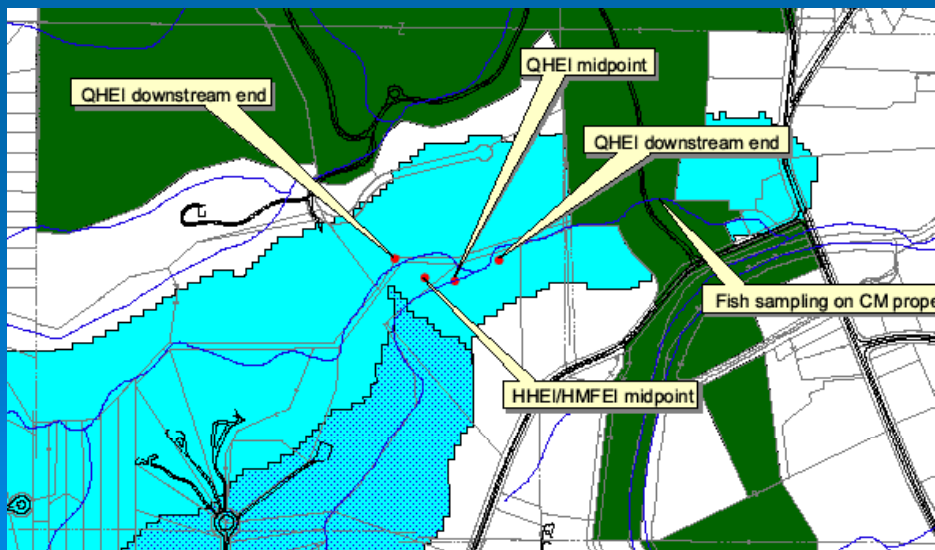 QHEI midpoint
QHEI downstream end
QHEI downstream end
Fish sampling on CM prope
HHEI/HMFEI midpoint